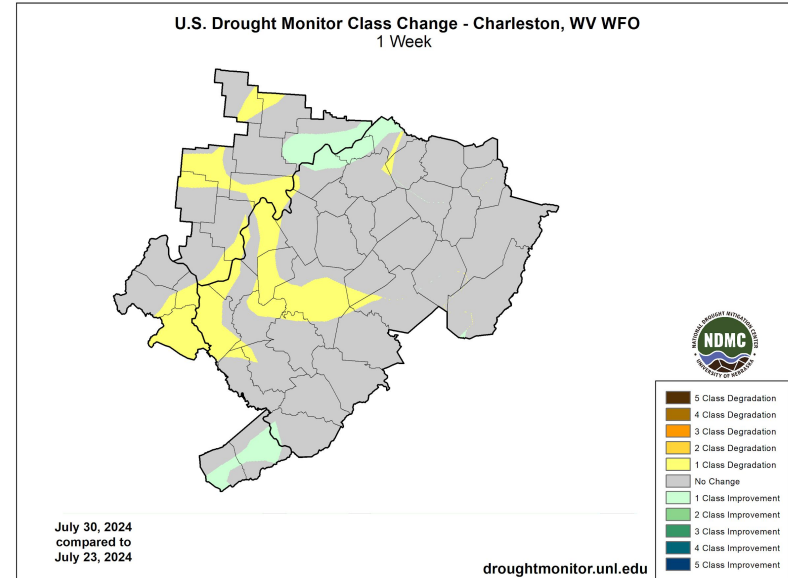 U.S. Drought Monitor Class Change - Charleston, WV WFO
1 Week
NATIONAL DROUGHT MITIGATION CENTER
NDMC
UNIVERSITY OF NEBRASKA
5 Class Degradation
4 Class Degradation
3 Class Degradation
2 Class Degradation
1 Class Degradation
No Change
1 Class Improvement
2 Class Improvement
3 Class Improvement
4 Class Improvement
5 Class Improvement
July 30, 2024
compared to
July 23, 2024
droughtmonitor.unl.edu